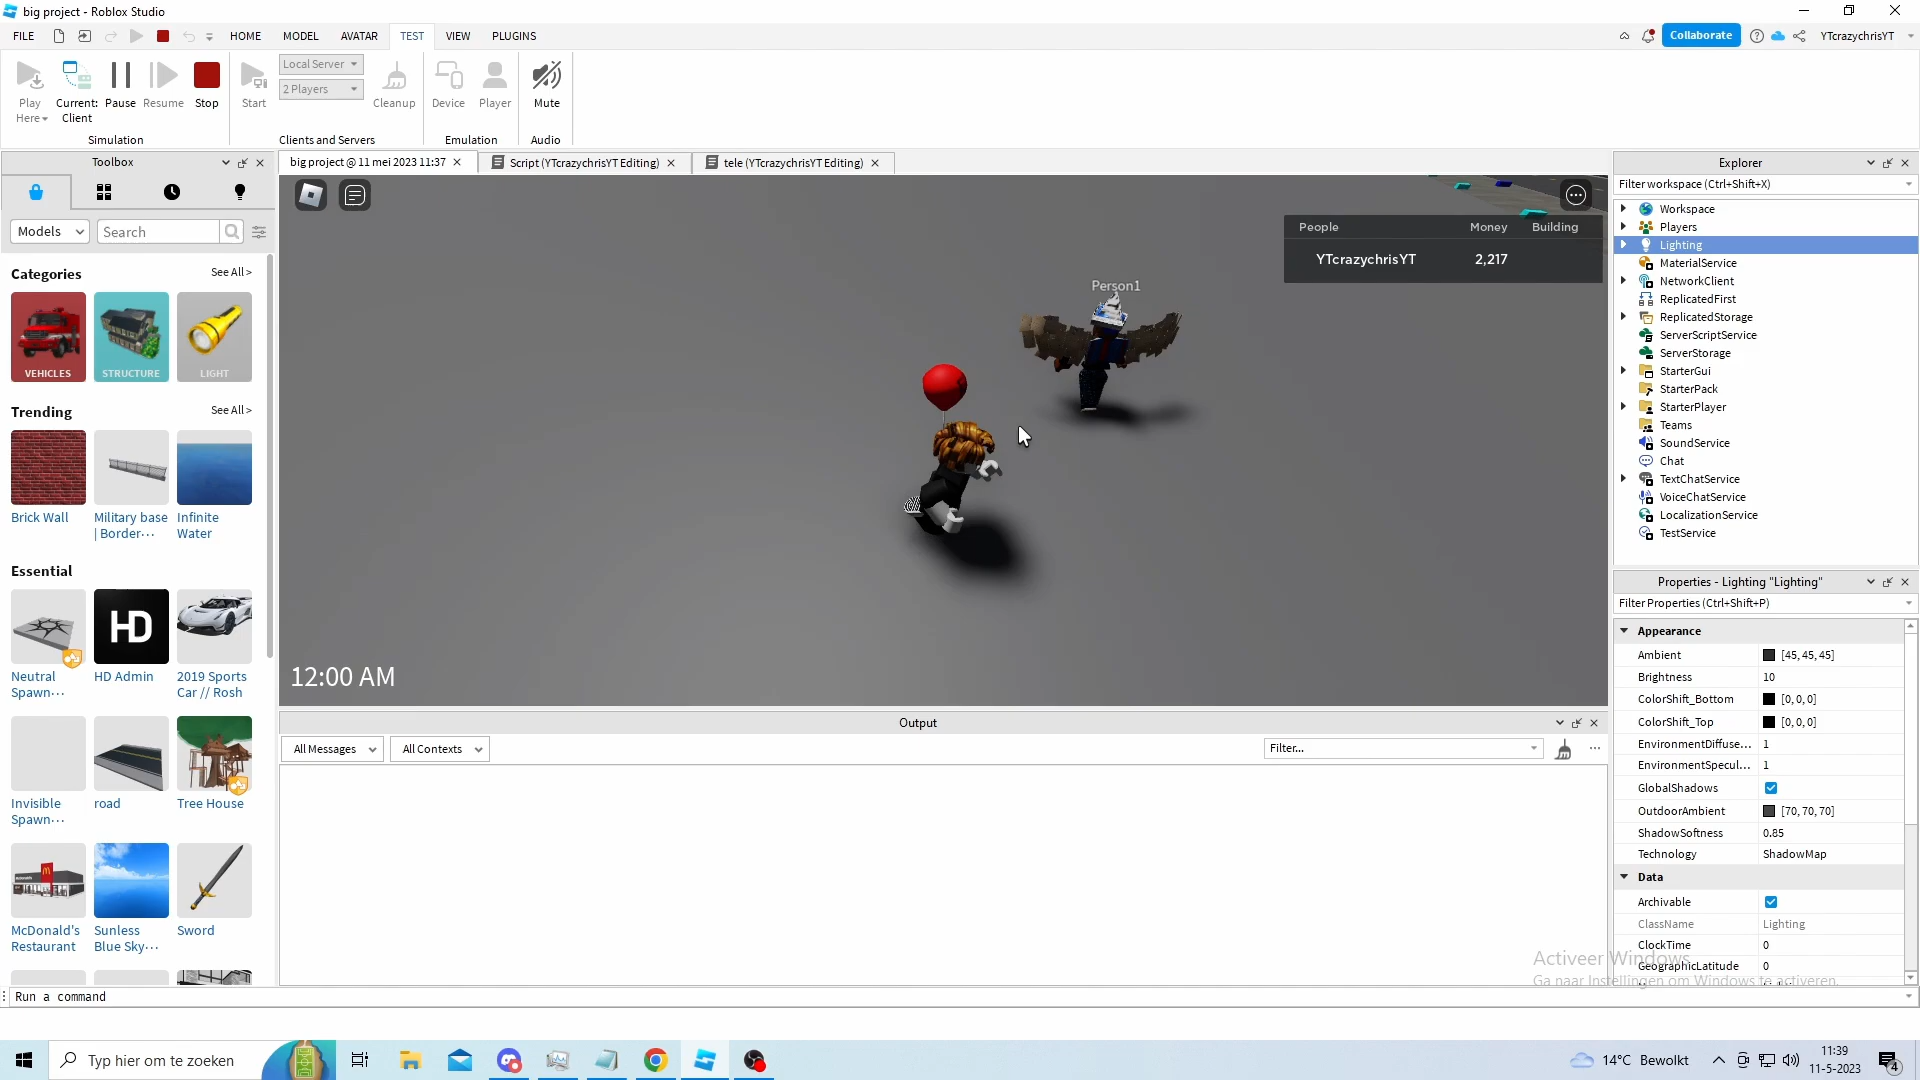 big project - Roblox Studio
FILE HOME MODEL AVATAR TEST VIEW PLUGINS Collaborate YTcrazychrisYT
Play Here Current: Client Pause Resume Stop Start Local Server 2 Players Cleanup Device Player Mute
Simulation Clients and Servers Emulation Audio
Toolbox
big project @ 11 mei 2023 11:37 Script (YTcrazychrisYT Editing) tele (YTcrazychrisYT Editing)
Models Search
Categories See All >
VEHICLES STRUCTURE LIGHT
Trending See All >
Brick Wall
Military base | Border...
Infinite Water
Essential
HD
Neutral Spawn...
HD Admin
2019 Sports Car // Rosh
Invisible Spawn...
road
Tree House
McDonald's Restaurant
Sunless Blue Sky...
Sword
People Money Building
YTcrazychrisYT 2,217
Person1
12:00 AM
Output
All Messages All Contexts Filter...
Explorer
Filter workspace (Ctrl+Shift+X)
Workspace
Players
Lighting
MaterialService
NetworkClient
ReplicatedFirst
ReplicatedStorage
ServerScriptService
ServerStorage
StarterGui
StarterPack
StarterPlayer
Teams
SoundService
Chat
TextChatService
VoiceChatService
LocalizationService
TestService
Properties - Lighting "Lighting"
Filter Properties (Ctrl+Shift+P)
Appearance
Ambient [45, 45, 45]
Brightness 10
ColorShift_Bottom [0, 0, 0]
ColorShift_Top [0, 0, 0]
EnvironmentDiffuse... 1
EnvironmentSpecul... 1
GlobalShadows
OutdoorAmbient [70, 70, 70]
ShadowSoftness 0.85
Technology ShadowMap
Data
Archivable
ClassName Lighting
ClockTime 0
GeographicLatitude 0
Activeer Windows
Ga naar Instellingen om Windows te activeren.
Run a command
Typ hier om te zoeken
14°C Bewolkt
11:39
11-5-2023
4